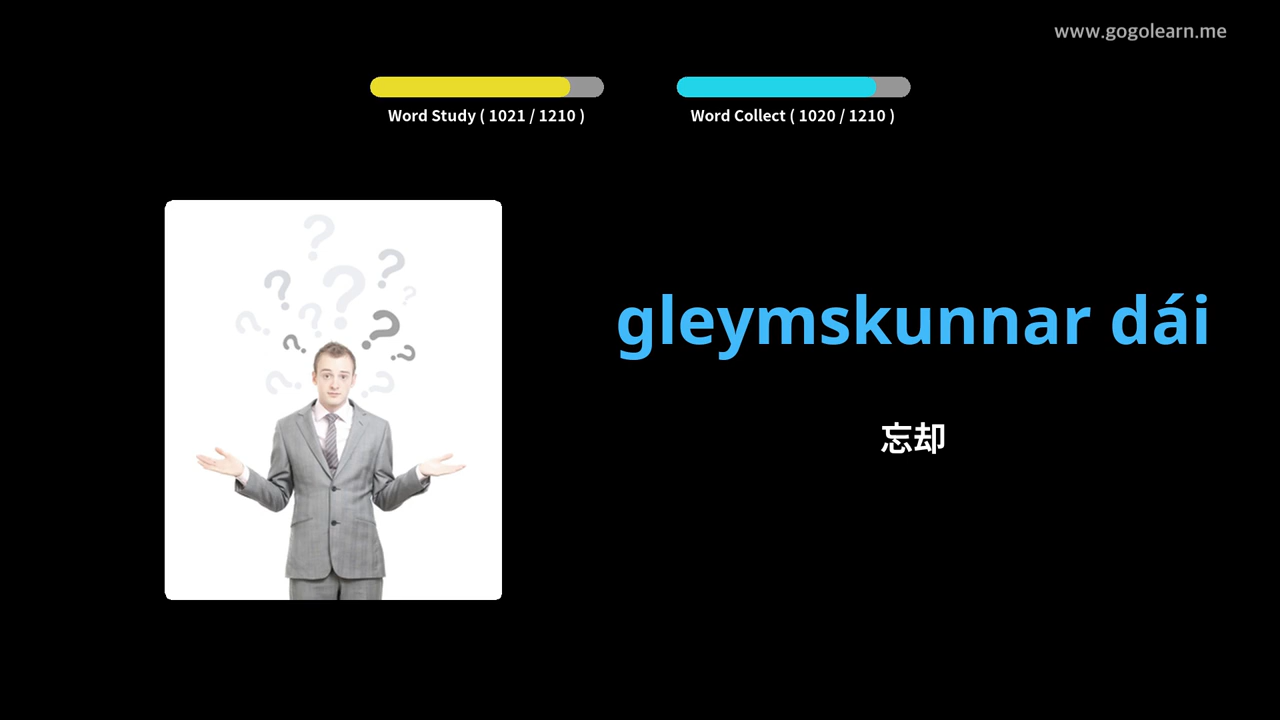 www.gogolearn.me
Word Study ( 1021 / 1210 )
Word Collect ( 1020 / 1210 )
gleymskunnar dái
忘却